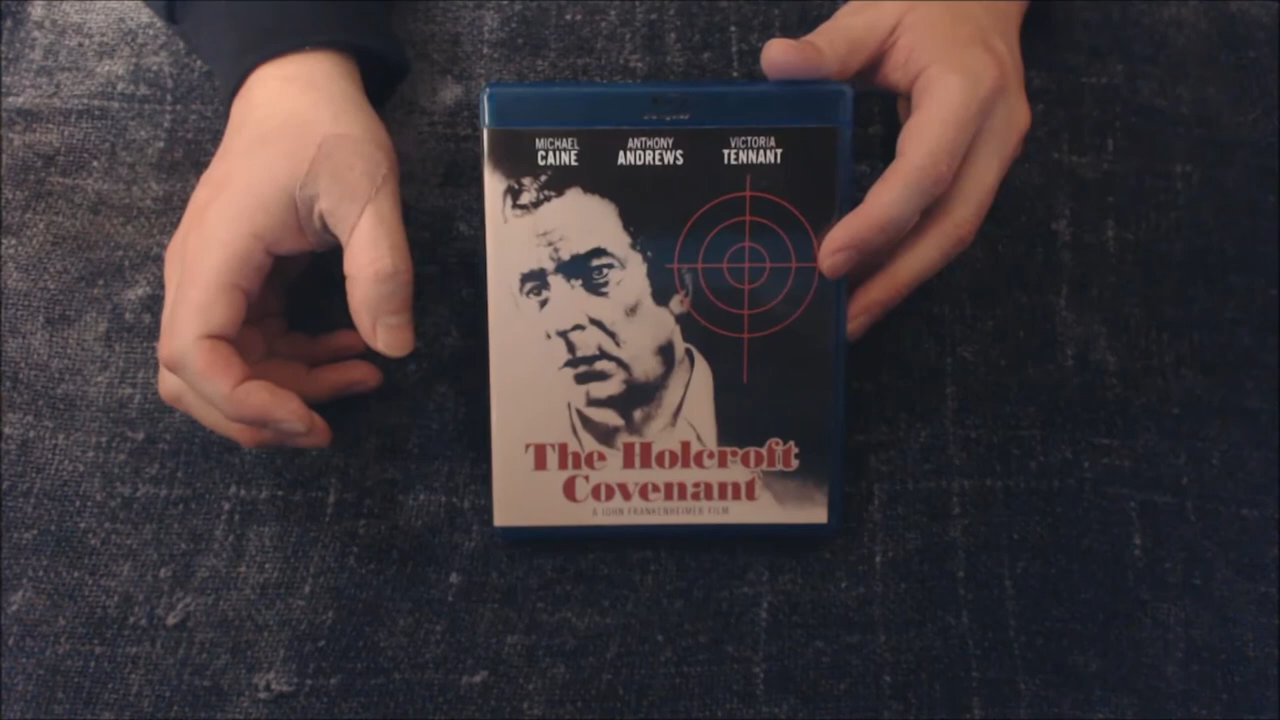 MICHAEL ANTHONY VICTORIA
CAINE ANDREWS TENNANT
The Holcroft
Covenant
A JOHN FRANKENHEIMER FILM